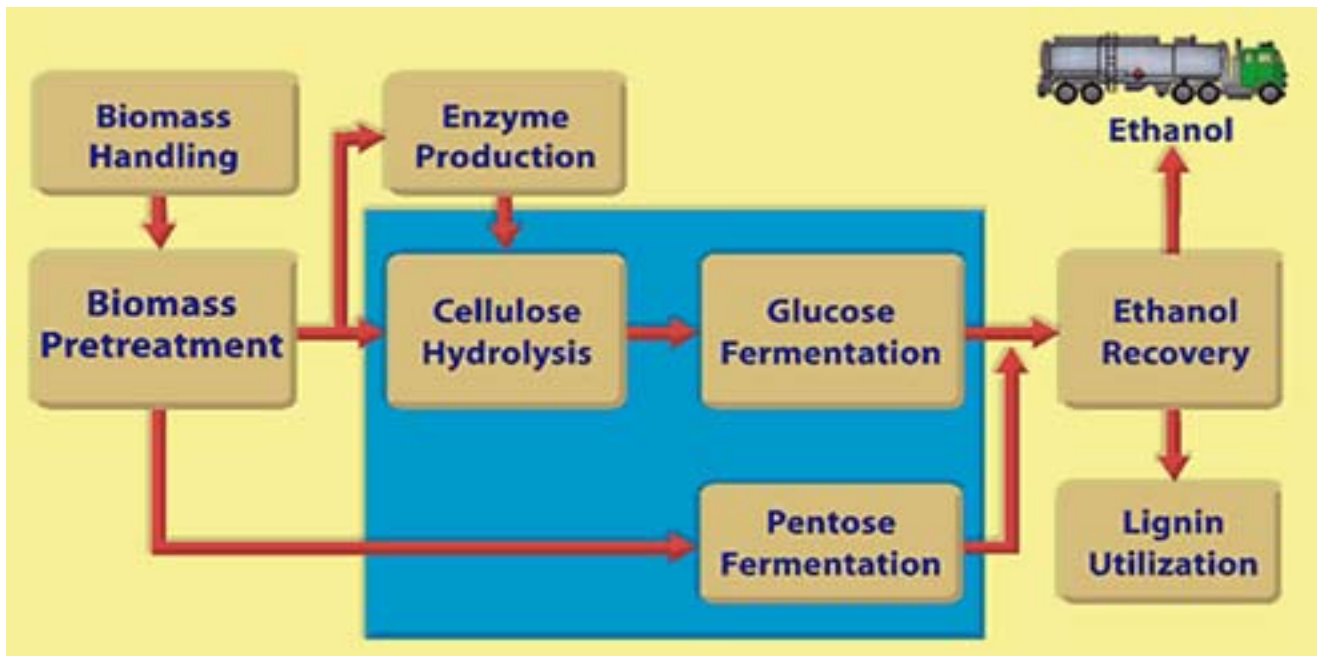 Biomass
Handling
Enzyme
Production
Ethanol
Biomass
Pretreatment
Cellulose
Hydrolysis
Glucose
Fermentation
Ethanol
Recovery
Pentose
Fermentation
Lignin
Utilization